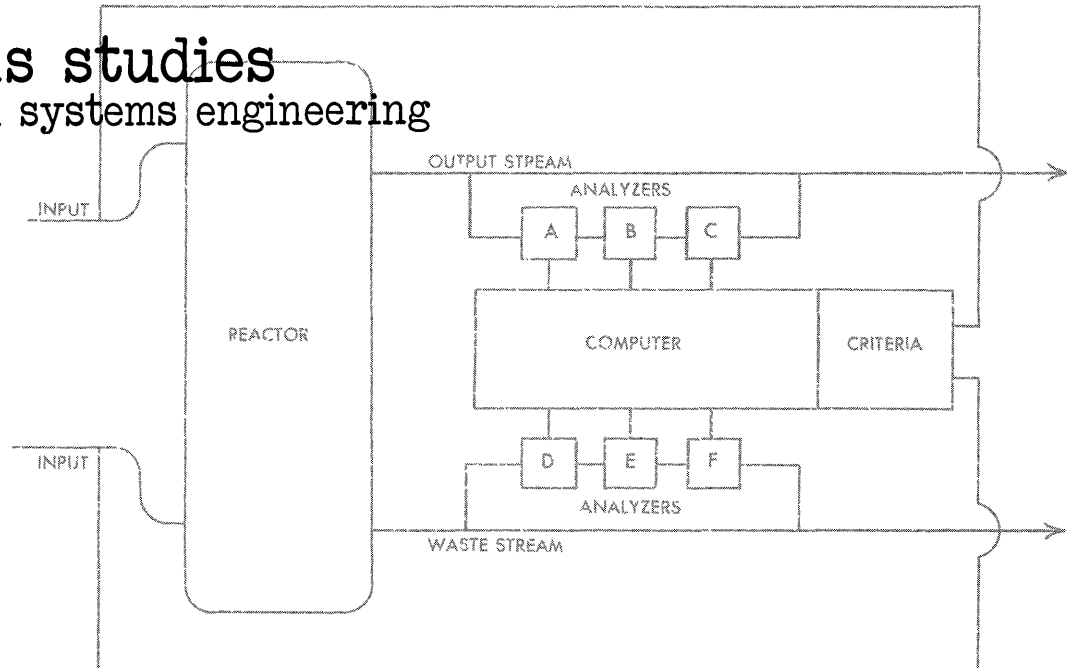 s studies
systems engineering
OUTPUT STREAM
ANALYZERS
INPUT
A B C
REACTOR
COMPUTER
CRITERIA
INPUT
D E F
ANALYZERS
WASTE STREAM